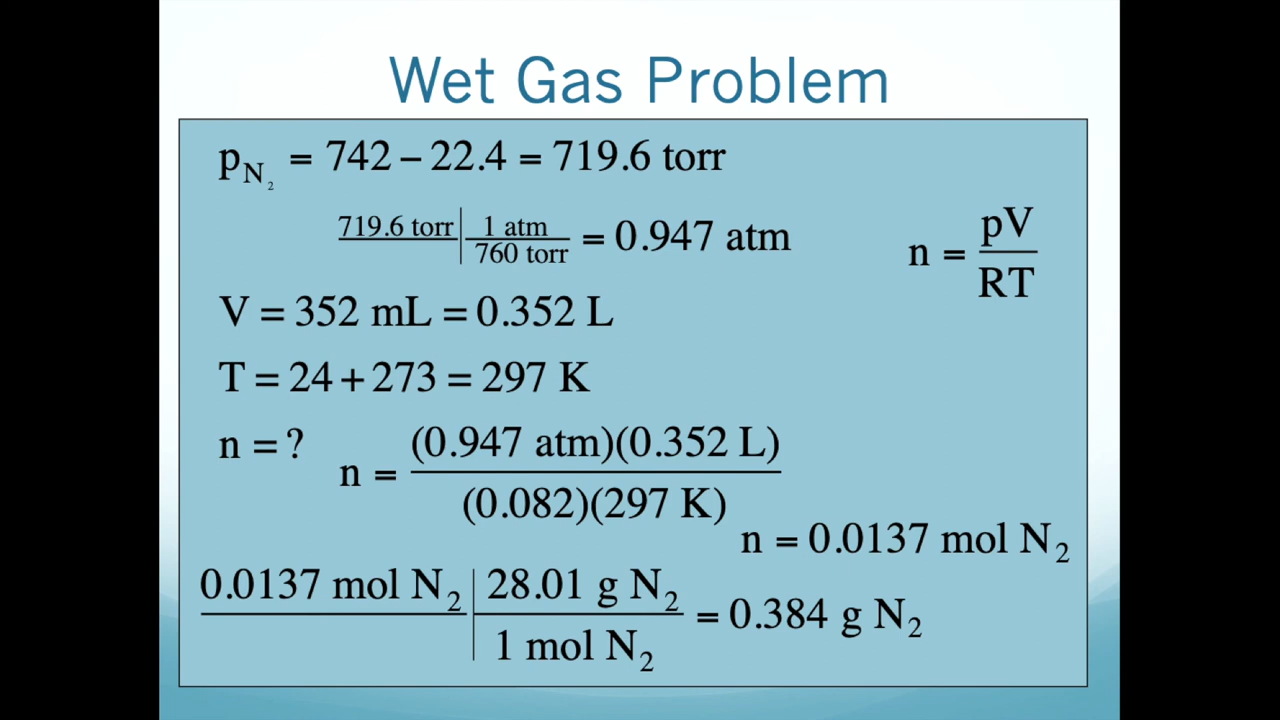 Wet Gas Problem
p_N₂ = 742 − 22.4 = 719.6 torr
719.6 torr | 1 atm / 760 torr = 0.947 atm
n = pV / RT
V = 352 mL = 0.352 L
T = 24 + 273 = 297 K
n = ?
n = (0.947 atm)(0.352 L) / (0.082)(297 K)
n = 0.0137 mol N₂
0.0137 mol N₂ | 28.01 g N₂ / 1 mol N₂ = 0.384 g N₂